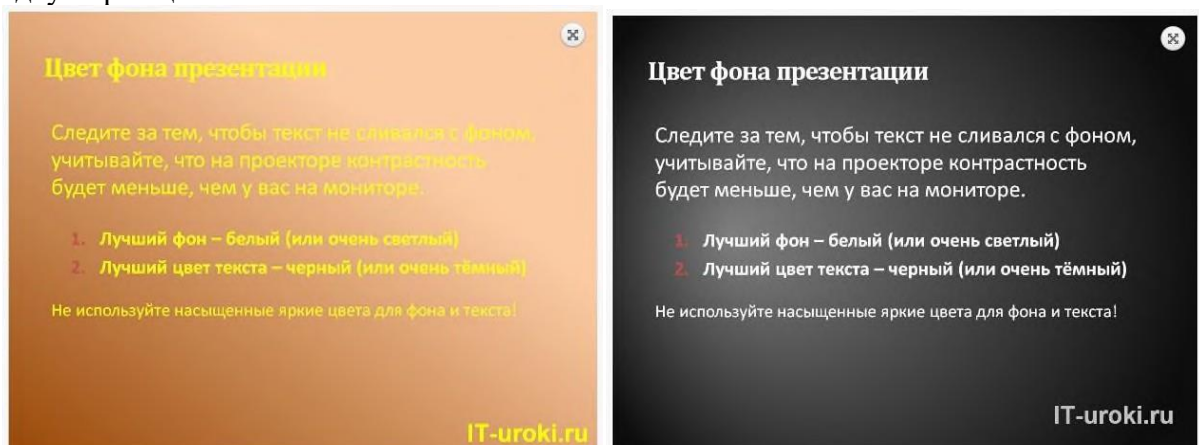 Цвет фона презентации
Следите за тем, чтобы текст не сливался с фоном,
учитывайте, что на проекторе контрастность
будет меньше, чем у вас на мониторе.
1. Лучший фон – белый (или очень светлый)
2. Лучший цвет текста – черный (или очень тёмный)
Не используйте насыщенные яркие цвета для фона и текста!
IT-uroki.ru
Цвет фона презентации
Следите за тем, чтобы текст не сливался с фоном,
учитывайте, что на проекторе контрастность
будет меньше, чем у вас на мониторе.
1. Лучший фон – белый (или очень светлый)
2. Лучший цвет текста – черный (или очень тёмный)
Не используйте насыщенные яркие цвета для фона и текста!
IT-uroki.ru